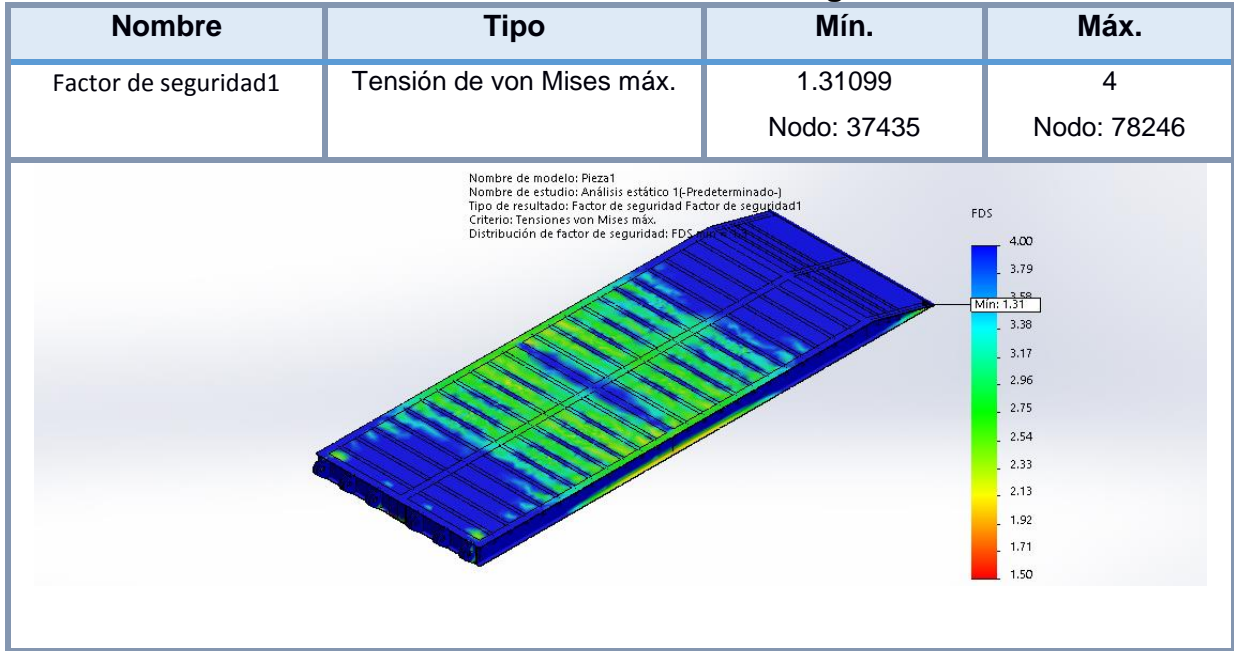 Nombre Tipo Mín. Máx.
Factor de seguridad1 Tensión de von Mises máx. 1.31099 4
Nodo: 37435 Nodo: 78246
Nombre de modelo: Pieza1
Nombre de estudio: Análisis estático 1(-Predeterminado-)
Tipo de resultado: Factor de seguridad Factor de seguridad1
Criterio: Tensiones von Mises máx.
Distribución de factor de seguridad: FDS
FDS
4.00
3.79
3.58
Mín: 1.31
3.38
3.17
2.96
2.75
2.54
2.33
2.13
1.92
1.71
1.50